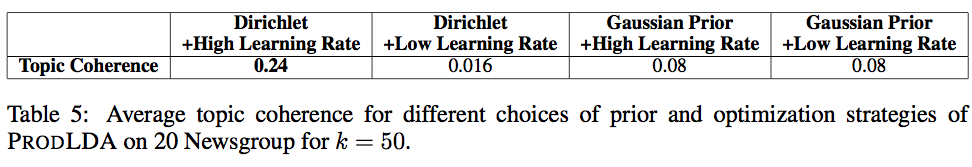 Dirichlet Dirichlet Gaussian Prior Gaussian Prior
+High Learning Rate +Low Learning Rate +High Learning Rate +Low Learning Rate
Topic Coherence 0.24 0.016 0.08 0.08
Table 5: Average topic coherence for different choices of prior and optimization strategies of
PRODLDA on 20 Newsgroup for k = 50.